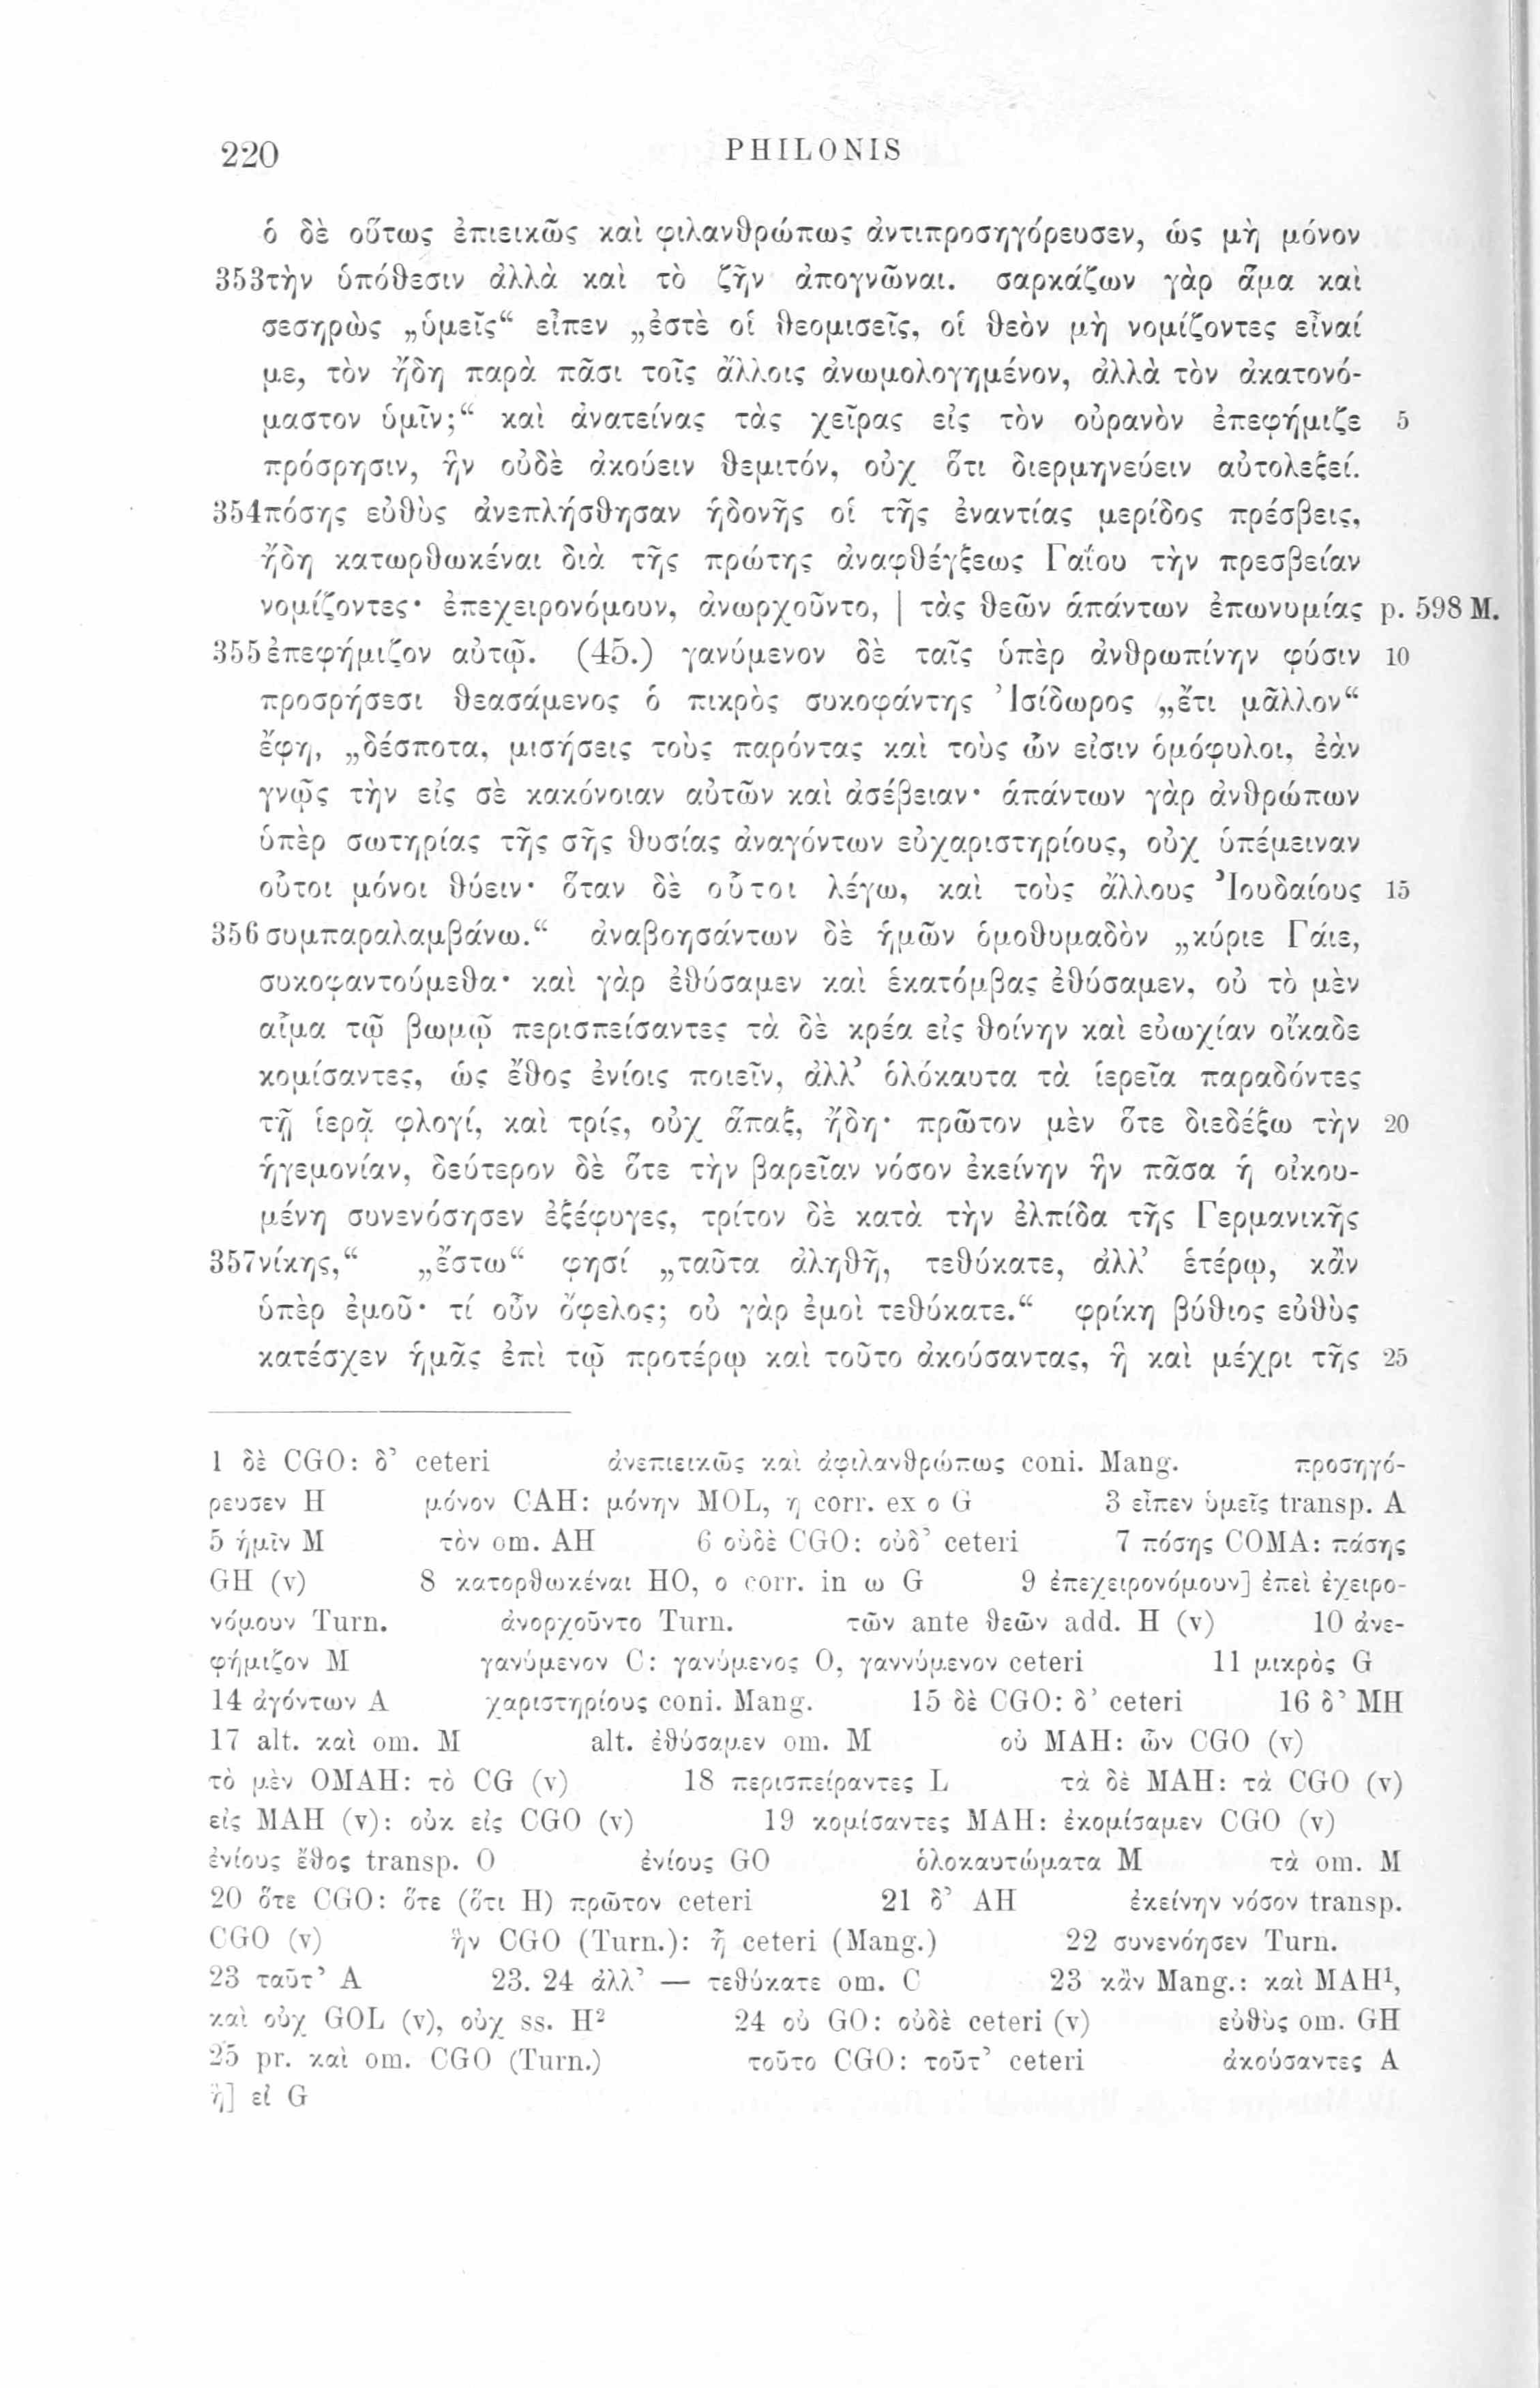 220 PHILONIS
ὁ δὲ οὕτως ἐπιεικῶς καὶ φιλανθρώπως ἀντιπροσηγόρευσεν, ὡς μὴ μόνον
353 τὴν ὑπόθεσιν ἀλλὰ καὶ τὸ ζῆν ἀπογνῶναι. σαρκάζων γὰρ ἅμα καὶ
σεσηρὼς „ὑμεῖς“ εἶπεν „ἐστὲ οἱ θεομισεῖς, οἱ θεὸν μὴ νομίζοντες εἶναί
με, τὸν ἤδη παρὰ πᾶσι τοῖς ἄλλοις ἀνωμολογημένον, ἀλλὰ τὸν ἀκατονό-
μαστον ὑμῖν;“ καὶ ἀνατείνας τὰς χεῖρας εἰς τὸν οὐρανὸν ἐπεφήμιζε 5
πρόσρησιν, ἣν οὐδὲ ἀκούειν θεμιτόν, οὐχ ὅτι διερμηνεύειν αὐτολεξεί.
354 πόσης εὐθὺς ἀνεπλήσθησαν ἡδονῆς οἱ τῆς ἐναντίας μερίδος πρέσβεις,
ἤδη κατωρθωκέναι διὰ τῆς πρώτης ἀναφθέγξεως Γαΐου τὴν πρεσβείαν
νομίζοντες· ἐπεχειρονόμουν, ἀνωρχοῦντο, | τὰς θεῶν ἁπάντων ἐπωνυμίας p. 598 M.
355 ἐπεφήμιζον αὐτῷ. (45.) γανύμενον δὲ ταῖς ὑπὲρ ἀνθρωπίνην φύσιν 10
προσρήσεσι θεασάμενος ὁ πικρὸς συκοφάντης Ἰσίδωρος „ἔτι μᾶλλον“
ἔφη, „δέσποτα, μισήσεις τοὺς παρόντας καὶ τοὺς ὧν εἰσιν ὁμόφυλοι, ἐὰν
γνῷς τὴν εἰς σὲ κακόνοιαν αὐτῶν καὶ ἀσέβειαν· ἁπάντων γὰρ ἀνθρώπων
ὑπὲρ σωτηρίας τῆς σῆς θυσίας ἀναγόντων εὐχαριστηρίους, οὐχ ὑπέμειναν
οὗτοι μόνοι θύειν· ὅταν δὲ οὗτοι λέγω, καὶ τοὺς ἄλλους Ἰουδαίους 15
356 συμπαραλαμβάνω.“ ἀναβοησάντων δὲ ἡμῶν ὁμοθυμαδὸν „κύριε Γάιε,
συκοφαντούμεθα· καὶ γὰρ ἐθύσαμεν καὶ ἑκατόμβας ἐθύσαμεν, οὐ τὸ μὲν
αἷμα τῷ βωμῷ περισπείσαντες τὰ δὲ κρέα εἰς θοίνην καὶ εὐωχίαν οἴκαδε
κομίσαντες, ὡς ἔθος ἐνίοις ποιεῖν, ἀλλ’ ὁλόκαυτα τὰ ἱερεῖα παραδόντες
τῇ ἱερᾷ φλογί, καὶ τρίς, οὐχ ἅπαξ, ἤδη· πρῶτον μὲν ὅτε διεδέξω τὴν 20
ἡγεμονίαν, δεύτερον δὲ ὅτε τὴν βαρεῖαν νόσον ἐκείνην ἣν πᾶσα ἡ οἰκου-
μένη συνενόσησεν ἐξέφυγες, τρίτον δὲ κατὰ τὴν ἐλπίδα τῆς Γερμανικῆς
357 νίκης,“ „ἔστω“ φησί „ταῦτα ἀληθῆ, τεθύκατε, ἀλλ’ ἑτέρῳ, κἂν
ὑπὲρ ἐμοῦ· τί οὖν ὄφελος; οὐ γὰρ ἐμοὶ τεθύκατε.“ φρίκη βύθιος εὐθὺς
κατέσχεν ἡμᾶς ἐπὶ τῷ προτέρῳ καὶ τοῦτο ἀκούσαντας, ἣ καὶ μέχρι τῆς 25
1 δὲ CGO: δ’ ceteri ἀνεπιεικῶς καὶ ἀφιλανθρώπως coni. Mang. προσηγό-
ρευσεν H μόνον CAH: μόνην MOL, η corr. ex ο G 3 εἶπεν ὑμεῖς transp. A
5 ἡμῖν M τὸν om. AH 6 οὐδὲ CGO: οὐδ’ ceteri 7 πόσης COMA: πάσης
GH (v) 8 κατορθωκέναι HO, ο corr. in ω G 9 ἐπεχειρονόμουν] ἐπεὶ ἐχειρο-
νόμουν Turn. ἀνορχοῦντο Turn. τῶν ante θεῶν add. H (v) 10 ἀνε-
φήμιζον M γανύμενον C: γανύμενος O, γαννύμενον ceteri 11 μικρὸς G
14 ἀγόντων A χαριστηρίους coni. Mang. 15 δὲ CGO: δ’ ceteri 16 δ’ MH
17 alt. καὶ om. M alt. ἐθύσαμεν om. M οὐ MAH: ὧν CGO (v)
τὸ μὲν OMAH: τὸ CG (v) 18 περισπείραντες L τὰ δὲ MAH: τὰ CGO (v)
εἰς MAH (v): οὐκ εἰς CGO (v) 19 κομίσαντες MAH: ἐκομίσαμεν CGO (v)
ἐνίους ἔθος transp. O ἐνίους GO ὁλοκαυτώματα M τὰ om. M
20 ὅτε CGO: ὅτε (ὅτι H) πρῶτον ceteri 21 δ’ AH ἐκείνην νόσον transp.
CGO (v) ἣν CGO (Turn.): ᾗ ceteri (Mang.) 22 συνενόησεν Turn.
23 ταῦτ’ A 23. 24 ἀλλ’ — τεθύκατε om. C 23 κἂν Mang.: καὶ MAH¹,
καὶ οὐχ GOL (v), οὐχ ss. H² 24 οὐ GO: οὐδὲ ceteri (v) εὐθὺς om. GH
25 pr. καὶ om. CGO (Turn.) τοῦτο CGO: τοῦτ’ ceteri ἀκούσαντες A
ἣ] εἰ G